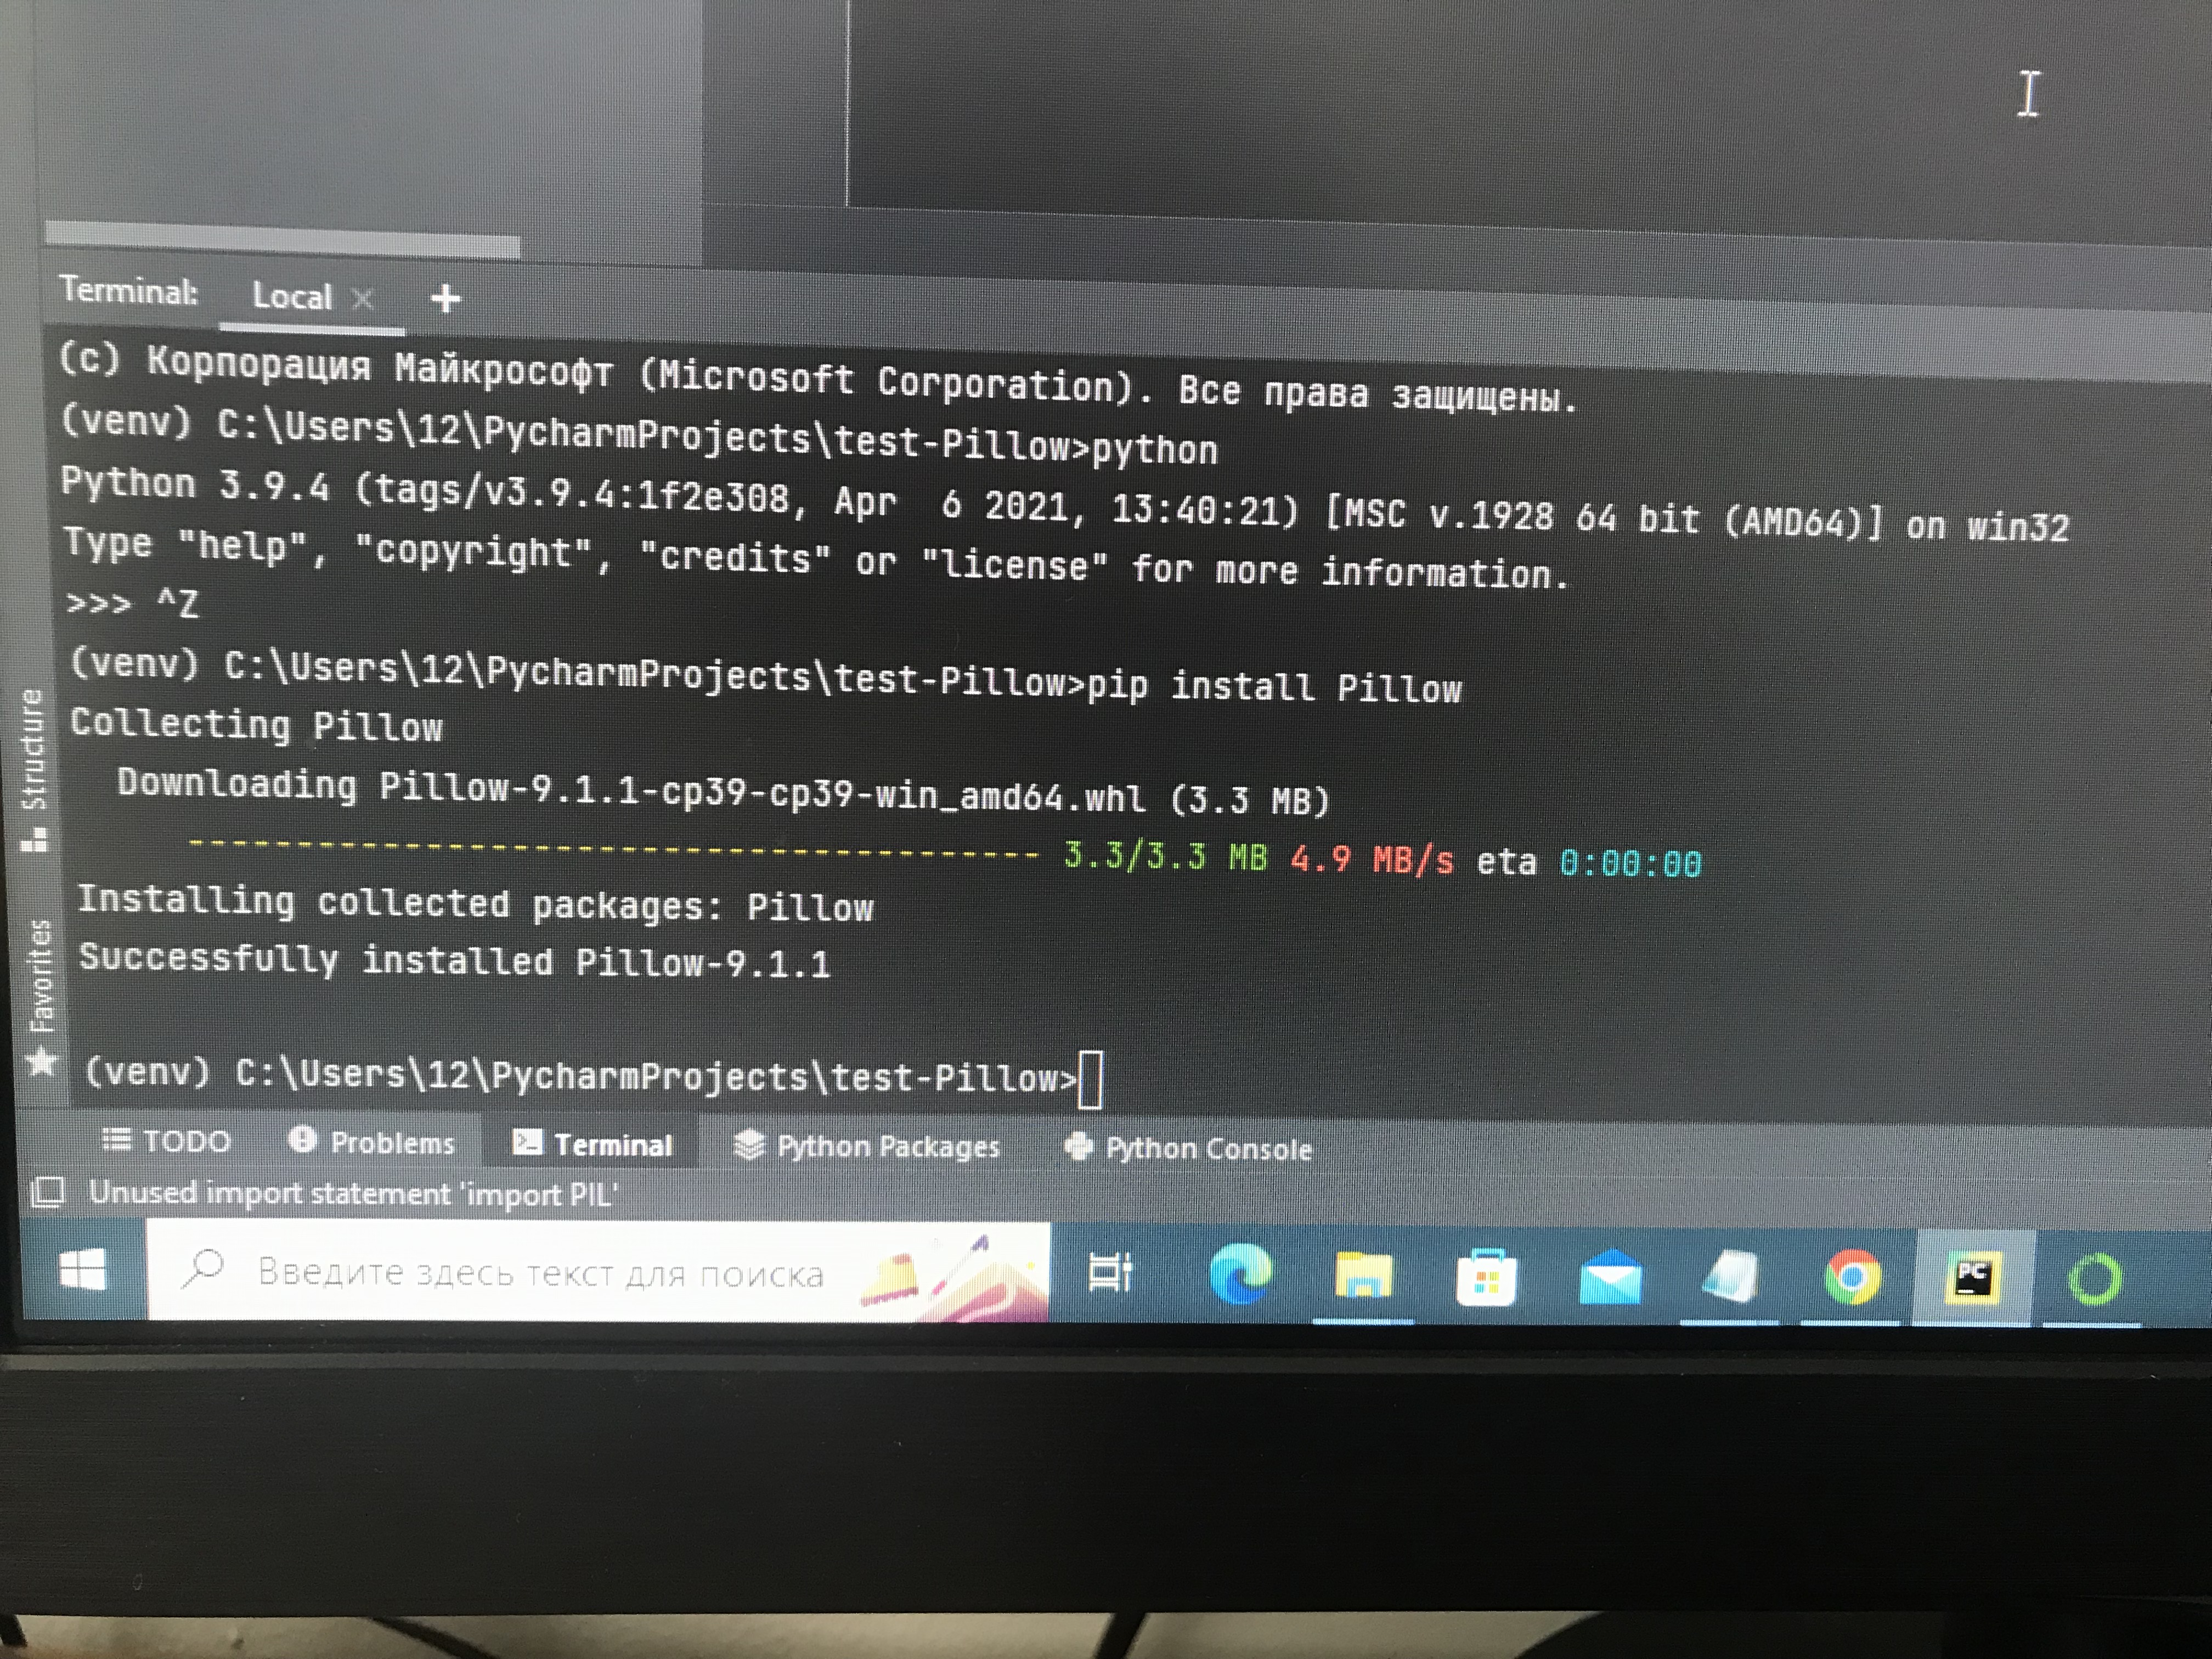 Terminal: Local × +
(c) Корпорация Майкрософт (Microsoft Corporation). Все права защищены.
(venv) C:\Users\12\PycharmProjects\test-Pillow>python
Python 3.9.4 (tags/v3.9.4:1f2e308, Apr  6 2021, 13:40:21) [MSC v.1928 64 bit (AMD64)] on win32
Type "help", "copyright", "credits" or "license" for more information.
>>> ^Z
(venv) C:\Users\12\PycharmProjects\test-Pillow>pip install Pillow
Collecting Pillow
  Downloading Pillow-9.1.1-cp39-cp39-win_amd64.whl (3.3 MB)
     ---------------------------------------- 3.3/3.3 MB 4.9 MB/s eta 0:00:00
Installing collected packages: Pillow
Successfully installed Pillow-9.1.1
(venv) C:\Users\12\PycharmProjects\test-Pillow>
Structure
Favorites
TODO Problems Terminal Python Packages Python Console
Unused import statement 'import PIL'
Введите здесь текст для поиска
PC